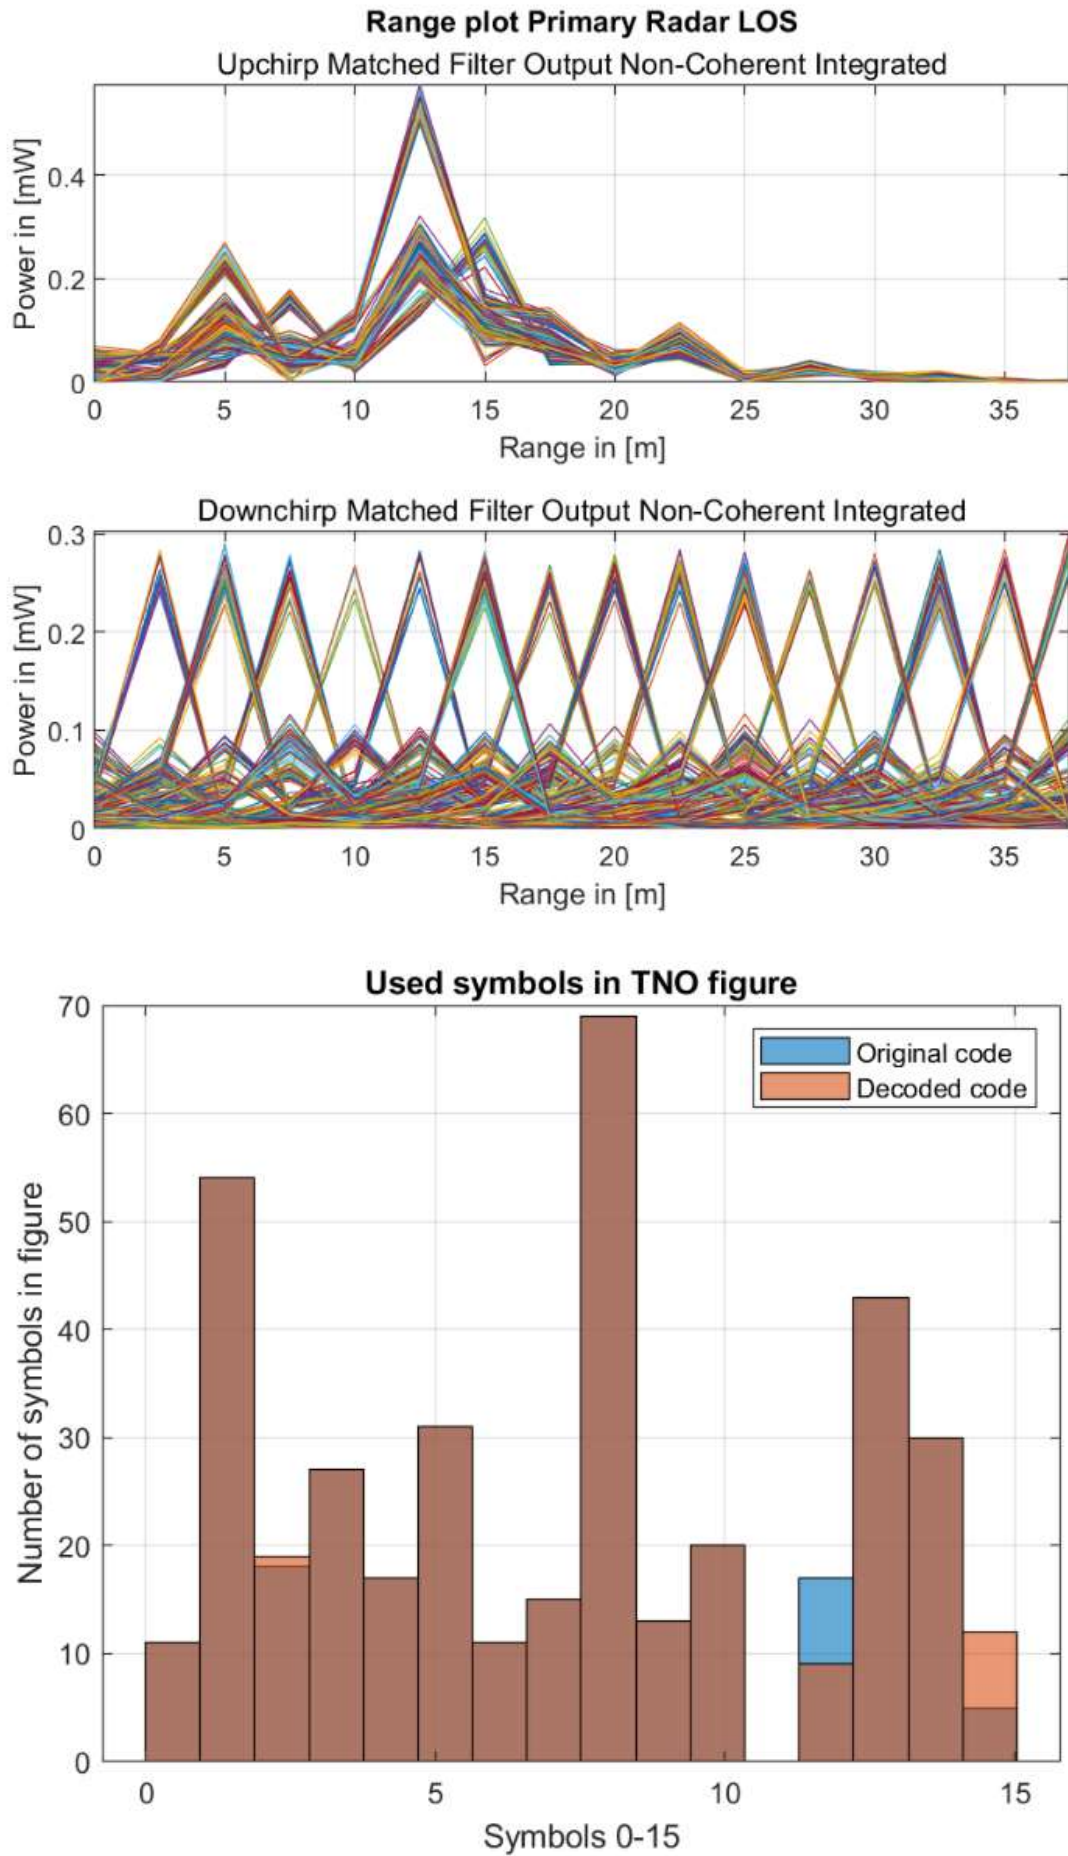 Range plot Primary Radar LOS
Upchirp Matched Filter Output Non-Coherent Integrated
Power in [mW]
0.4
0.2
0
0 5 10 15 20 25 30 35
Range in [m]
Downchirp Matched Filter Output Non-Coherent Integrated
Power in [mW]
0.3
0.2
0.1
0
0 5 10 15 20 25 30 35
Range in [m]
Used symbols in TNO figure
Number of symbols in figure
70
60
50
40
30
20
10
0
Original code
Decoded code
0 5 10 15
Symbols 0-15